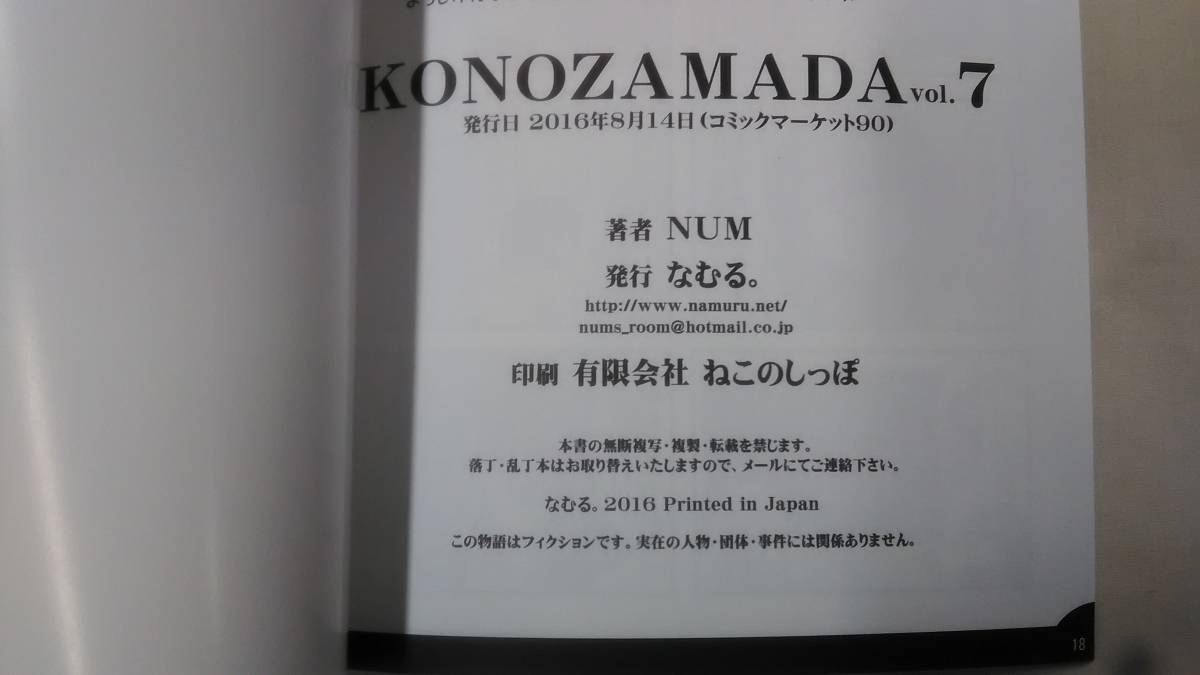 KONOZAMADA vol. 7
発行日 2016年8月14日(コミックマーケット90)
著者 NUM
発行 なむる。
http://www.namuru.net/
nums_room@hotmail.co.jp
印刷 有限会社 ねこのしっぽ
本書の無断複写・複製・転載を禁じます。
落丁・乱丁本はお取り替えいたしますので、メールにてご連絡下さい。
なむる。2016 Printed in Japan
この物語はフィクションです。実在の人物・団体・事件には関係ありません。
18